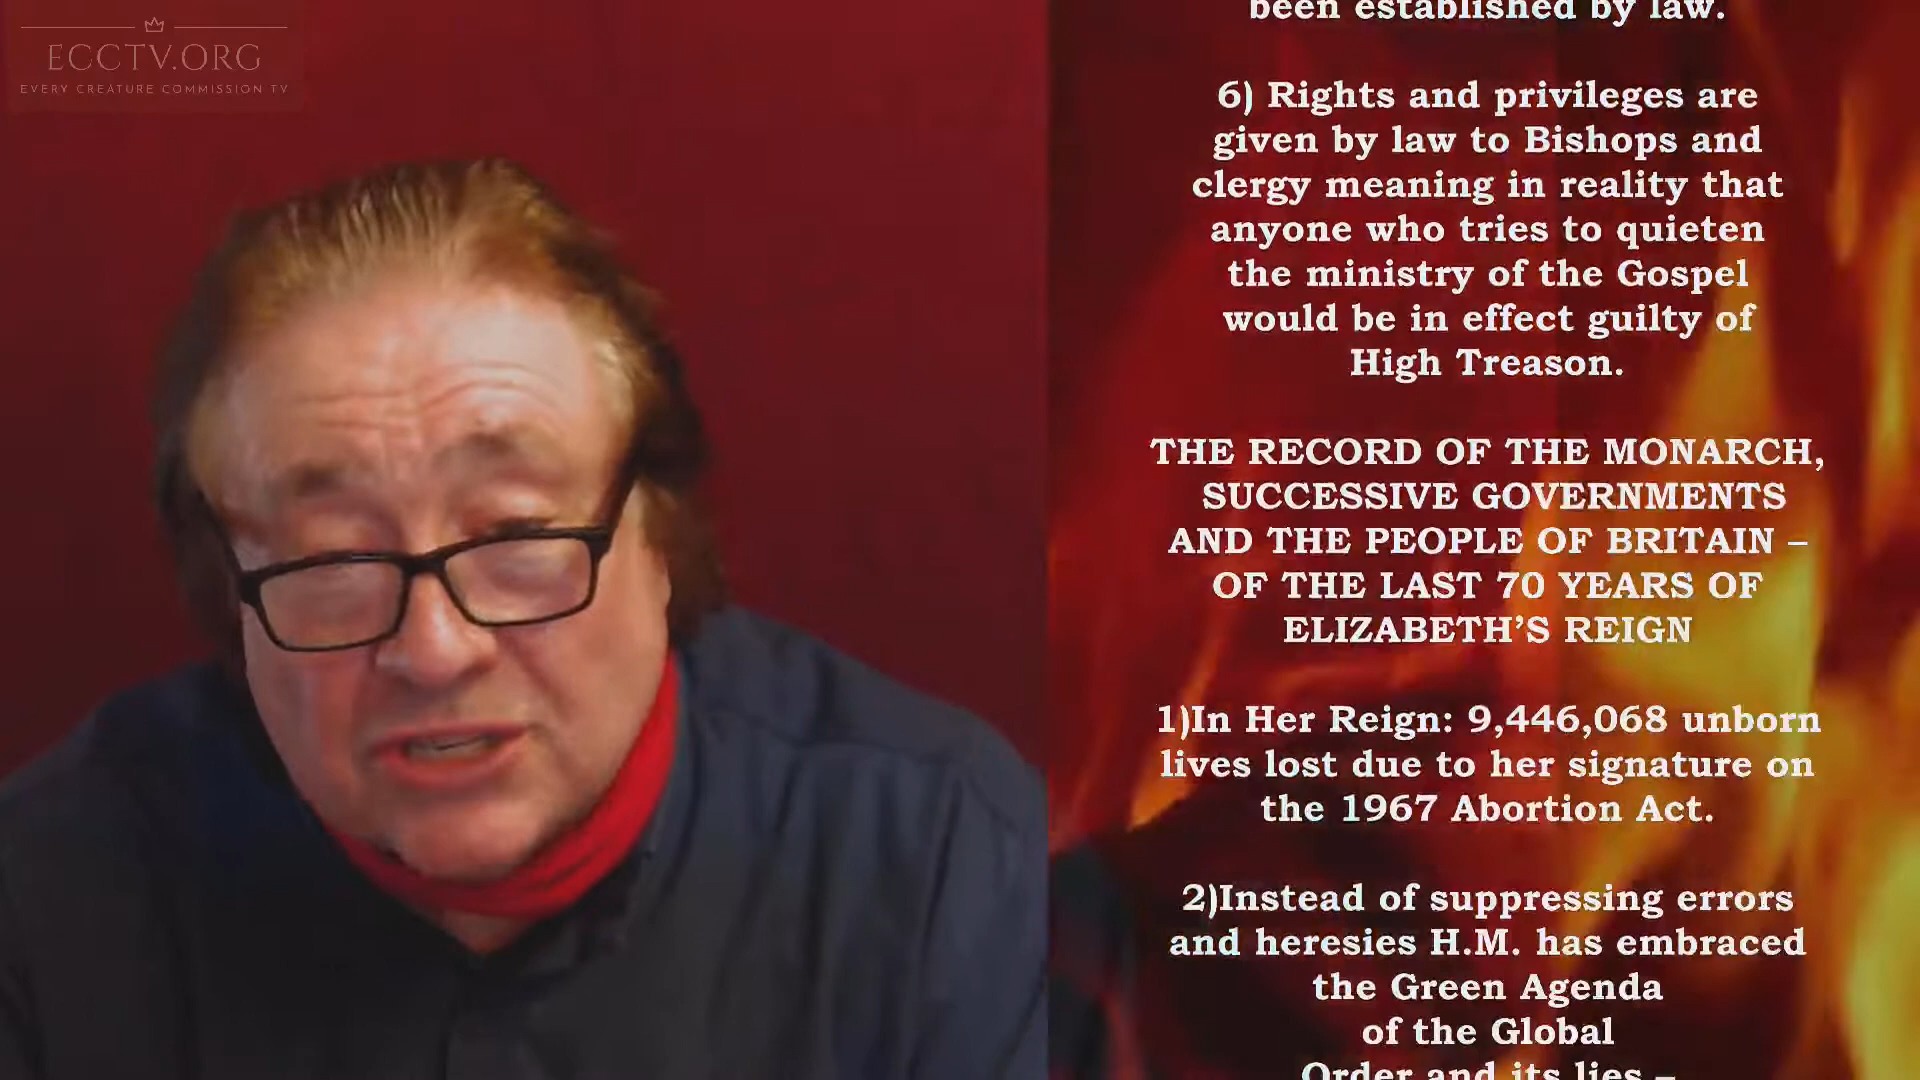 ECCTV.ORG
EVERY CREATURE COMMISSION TV
been established by law.
6) Rights and privileges are
given by law to Bishops and
clergy meaning in reality that
anyone who tries to quieten
the ministry of the Gospel
would be in effect guilty of
High Treason.
THE RECORD OF THE MONARCH,
SUCCESSIVE GOVERNMENTS
AND THE PEOPLE OF BRITAIN –
OF THE LAST 70 YEARS OF
ELIZABETH’S REIGN
1)In Her Reign: 9,446,068 unborn
lives lost due to her signature on
the 1967 Abortion Act.
2)Instead of suppressing errors
and heresies H.M. has embraced
the Green Agenda
of the Global
Order and its lies –